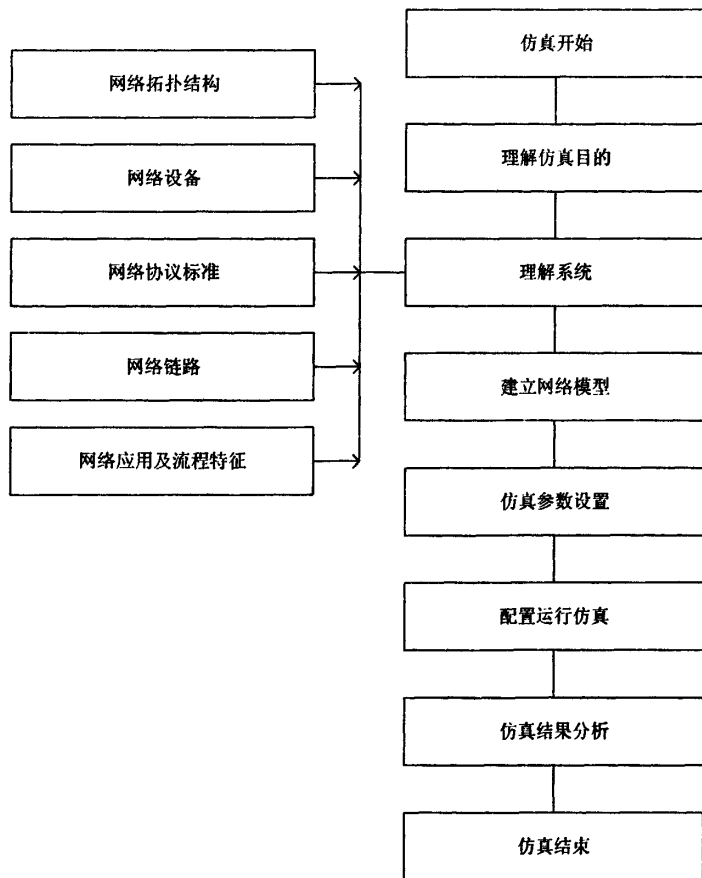 仿真开始
网络拓扑结构
理解仿真目的
网络设备
网络协议标准
理解系统
网络链路
建立网络模型
网络应用及流程特征
仿真参数设置
配置运行仿真
仿真结果分析
仿真结束